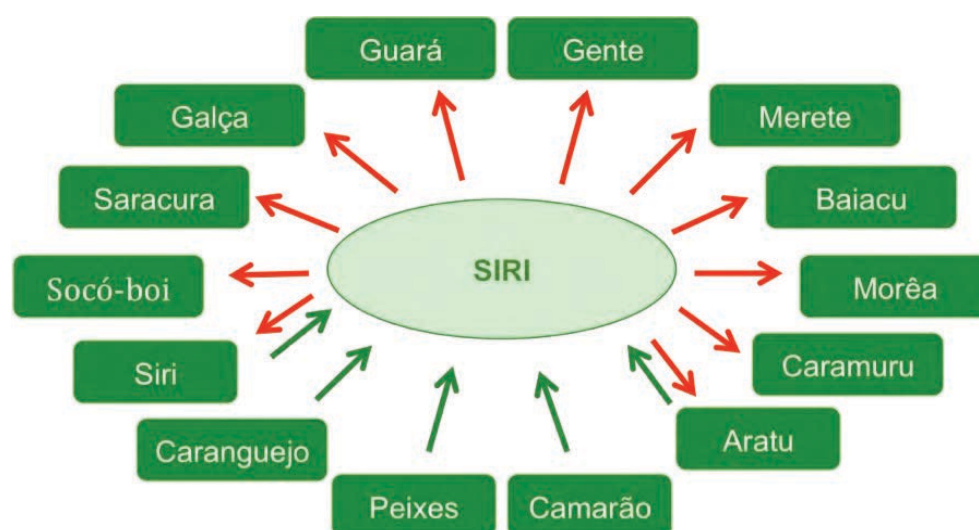 Guará
Gente
Galça
Merete
Saracura
Baiacu
SIRI
Socó-boi
Morêa
Siri
Caramuru
Caranguejo
Aratu
Peixes
Camarão